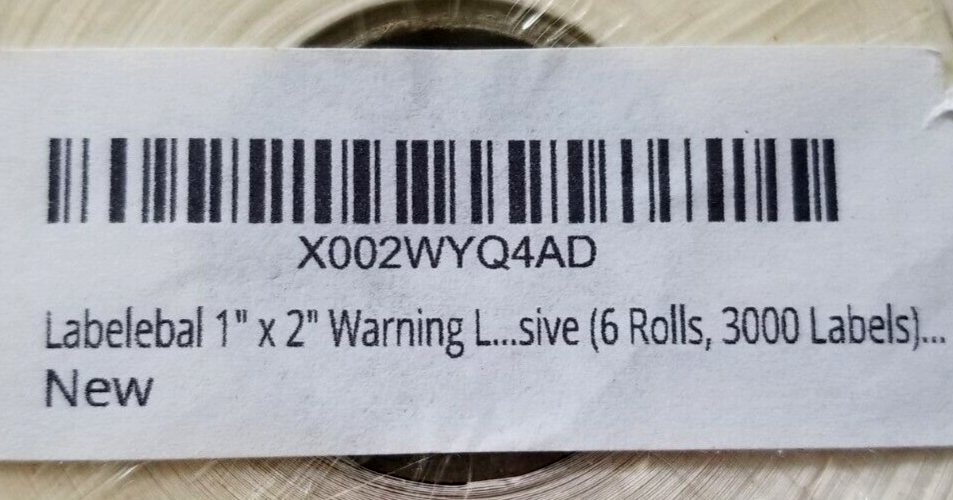 X002WYQ4AD
Labelebal 1" x 2" Warning L...sive (6 Rolls, 3000 Labels)...
New